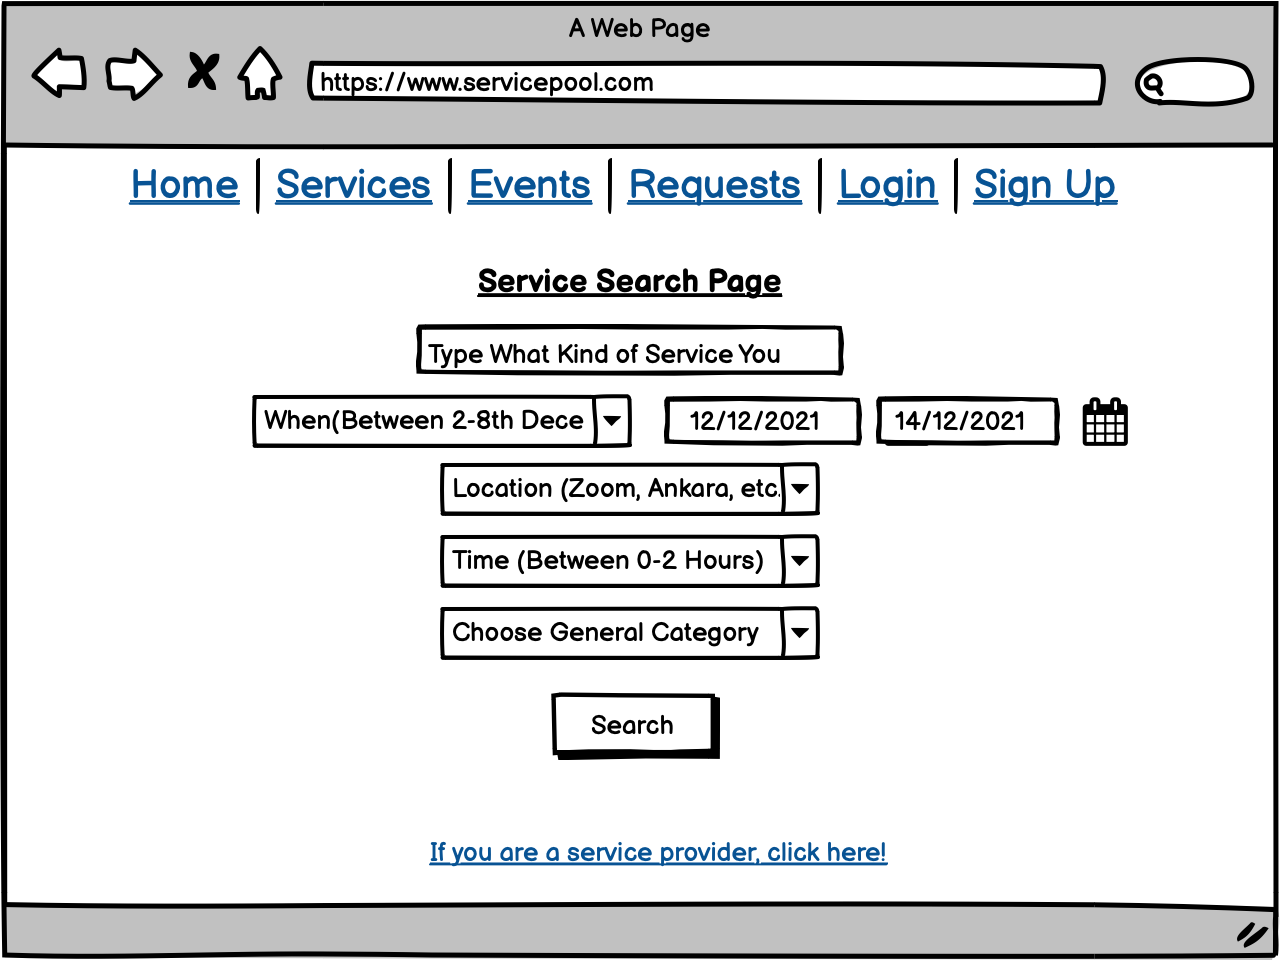 A Web Page
https://www.servicepool.com
Home Services Events Requests Login Sign Up
Service Search Page
Type What Kind of Service You
When(Between 2-8th Dece 12/12/2021 14/12/2021
Location (Zoom, Ankara, etc.
Time (Between 0-2 Hours)
Choose General Category
Search
If you are a service provider, click here!